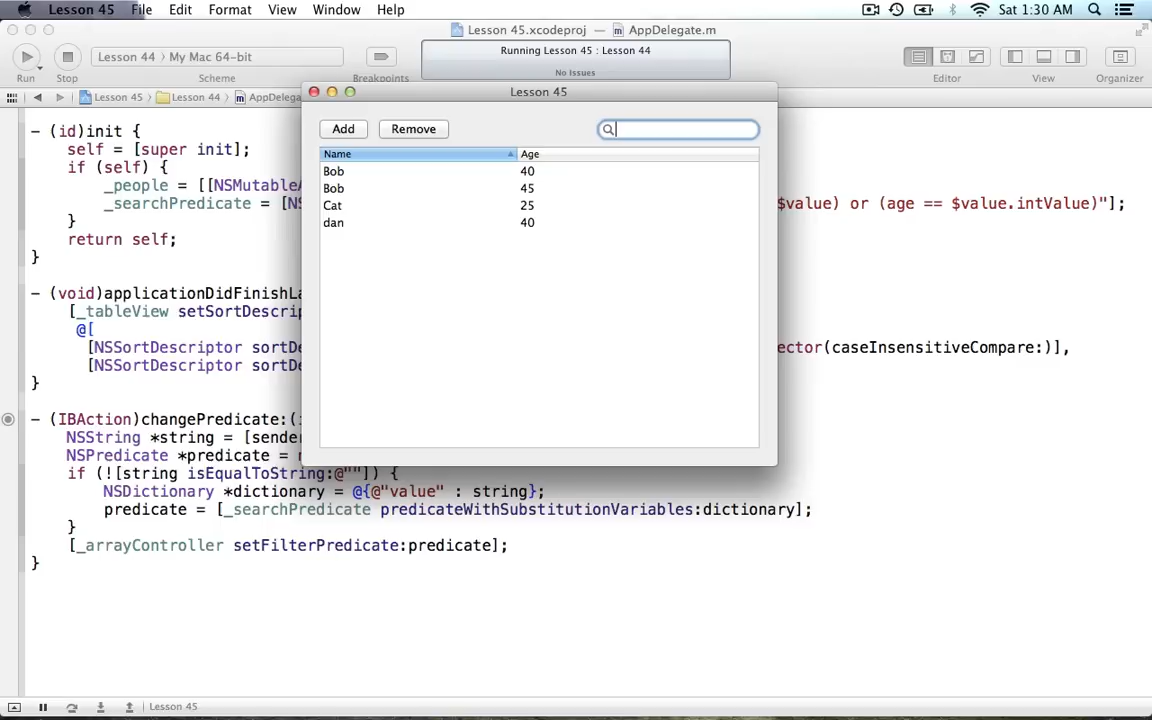 Lesson 45 File Edit Format View Window Help Sat 1:30 AM
Lesson 45.xcodeproj — AppDelegate.m
Lesson 44 〉 My Mac 64-bit
Running Lesson 45 : Lesson 44
No Issues
Run Stop Scheme Breakpoints Editor View Organizer
Lesson 45 〉 Lesson 44 〉 AppDelega
Lesson 45
Add Remove
Name Age
Bob 40
Bob 45
Cat 25
dan 40
- (id)init {
self = [super init];
if (self) {
_people = [[NSMutableA
_searchPredicate = [N $value) or (age == $value.intValue)"];
}
return self;
}
- (void)applicationDidFinishLa
[_tableView setSortDescrip
@[
[NSSortDescriptor sortDe ector(caseInsensitiveCompare:)],
[NSSortDescriptor sortDe
}
- (IBAction)changePredicate:(
NSString *string = [sende
NSPredicate *predicate = n
if (![string isEqualToString:@""]) {
NSDictionary *dictionary = @{@"value" : string};
predicate = [_searchPredicate predicateWithSubstitutionVariables:dictionary];
}
[_arrayController setFilterPredicate:predicate];
}
Lesson 45